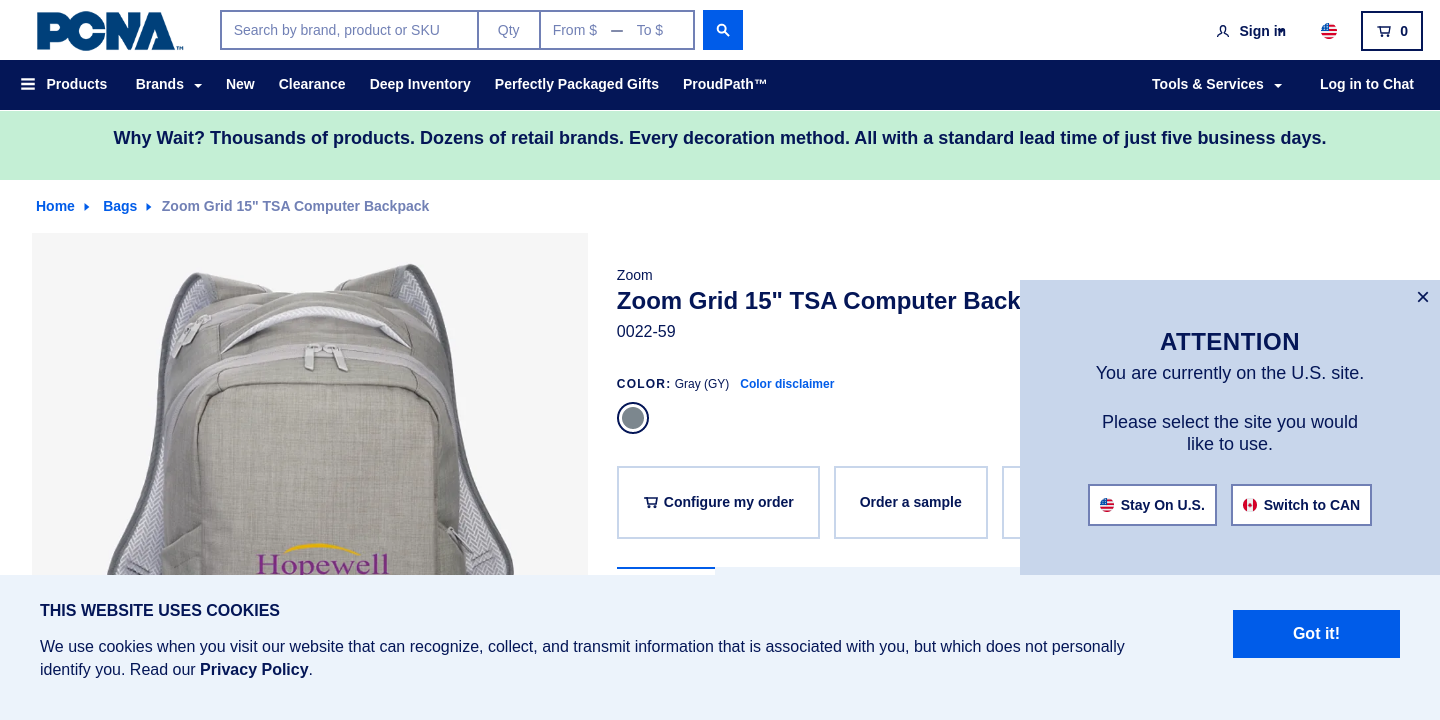 PCNA™
Search by brand, product or SKU
Qty
From $ — To $
Sign in
0
Products
Brands
New
Clearance
Deep Inventory
Perfectly Packaged Gifts
ProudPath™
Tools & Services
Log in to Chat
Why Wait? Thousands of products. Dozens of retail brands. Every decoration method. All with a standard lead time of just five business days.
Home
Bags
Zoom Grid 15" TSA Computer Backpack
Zoom
Zoom Grid 15" TSA Computer Back
0022-59
COLOR: Gray (GY) Color disclaimer
Configure my order
Order a sample
Hopewell
×
ATTENTION
You are currently on the U.S. site.
Please select the site you would
like to use.
Stay On U.S.
Switch to CAN
THIS WEBSITE USES COOKIES
We use cookies when you visit our website that can recognize, collect, and transmit information that is associated with you, but which does not personally
identify you. Read our Privacy Policy.
Got it!